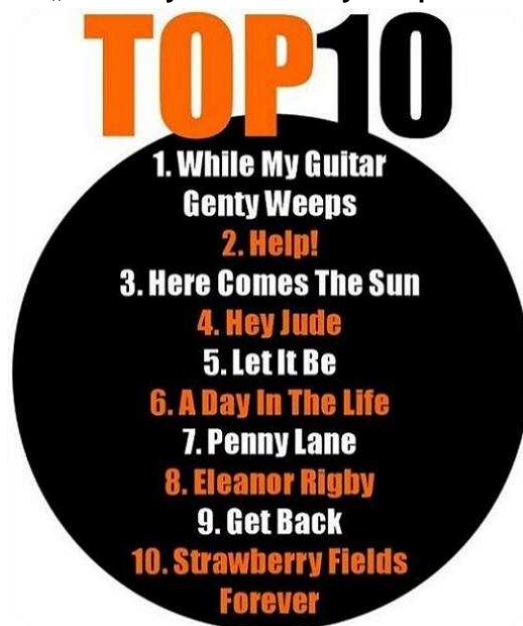 TOP10
1. While My Guitar
Genty Weeps
2. Help!
3. Here Comes The Sun
4. Hey Jude
5. Let It Be
6. A Day In The Life
7. Penny Lane
8. Eleanor Rigby
9. Get Back
10. Strawberry Fields
Forever